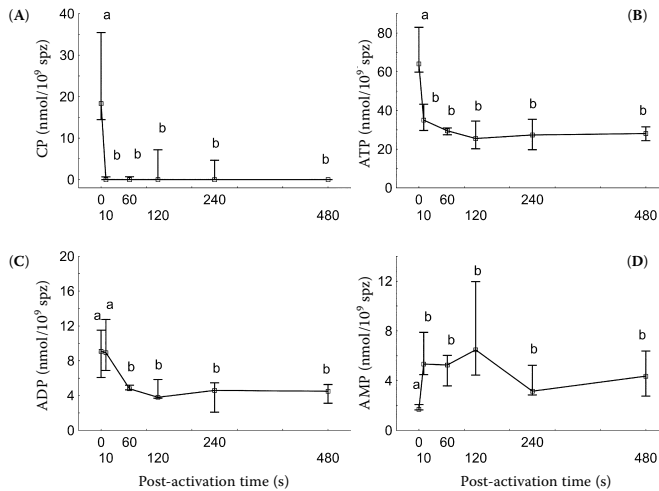 (A)
CP (nmol/10⁹ spz)
40
30
20
10
0
a
b
b
b
b
b
0 60 240 480
10 120
(B)
ATP (nmol/10⁹ spz)
80
60
40
20
0
a
b
b
b
b
b
0 60 240 480
10 120
(C)
ADP (nmol/10⁹ spz)
20
16
12
8
4
0
a
a
b
b
b
b
0 60 240 480
10 120
Post-activation time (s)
(D)
AMP (nmol/10⁹ spz)
12
8
4
0
a
b
b
b
b
b
0 60 240 480
10 120
Post-activation time (s)